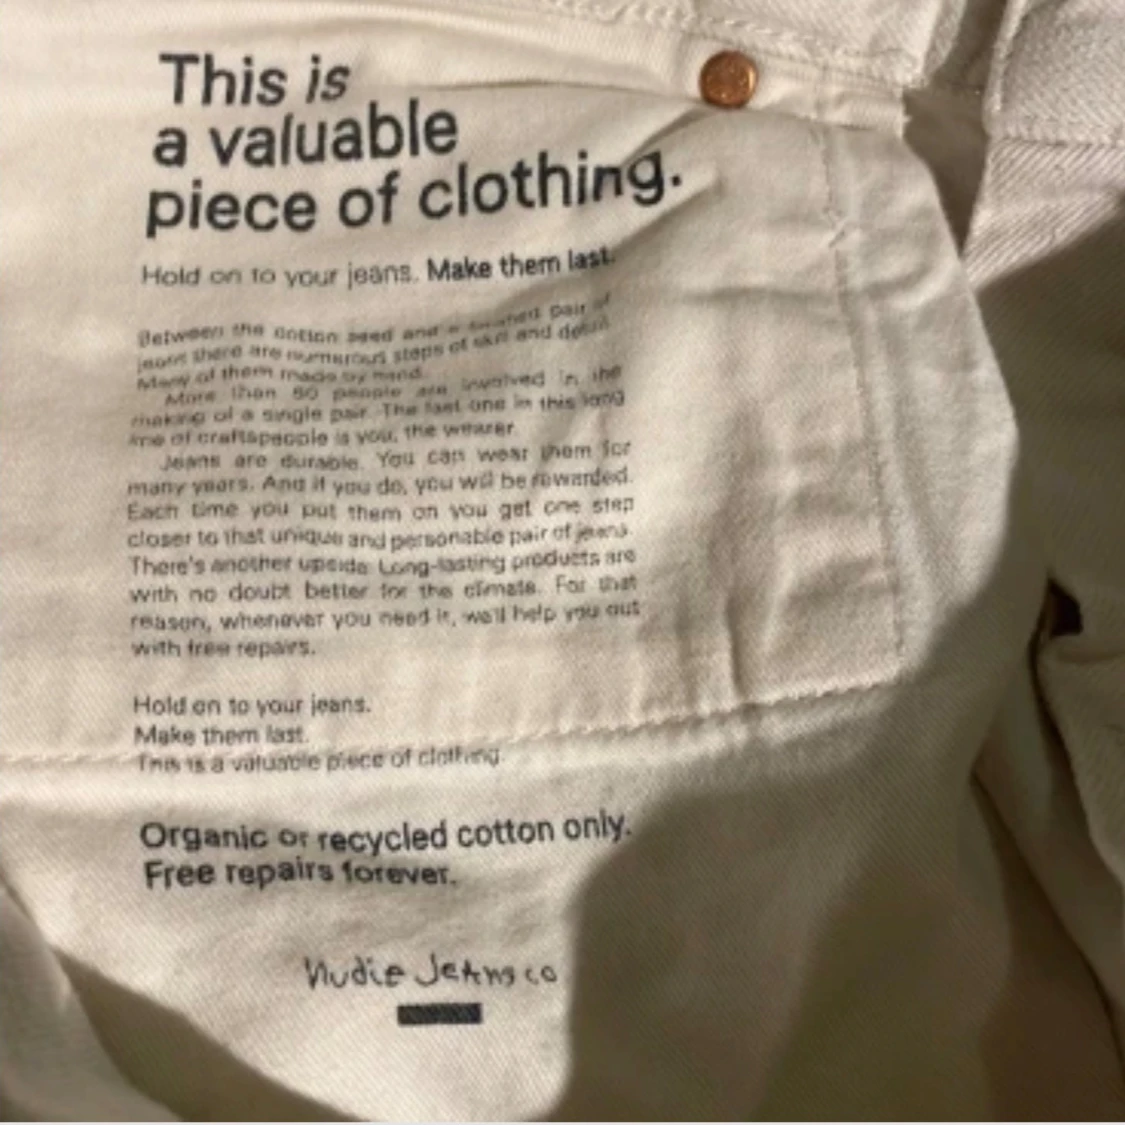 This is
a valuable
piece of clothing.
Hold on to your jeans. Make them last.
Between the cotton seed and a finished pair of
jeans there are numerous steps of skill and detail.
Many of them made by hand.
More than 50 people are involved in the
making of a single pair. The last one in this long
line of craftspeople is you, the wearer.
Jeans are durable. You can wear them for
many years. And if you do, you will be rewarded.
Each time you put them on you get one step
closer to that unique and personable pair of jeans.
There's another upside. Long-lasting products are
with no doubt better for the climate. For that
reason, whenever you need it, we'll help you out
with free repairs.
Hold on to your jeans.
Make them last.
This is a valuable piece of clothing.
Organic or recycled cotton only.
Free repairs forever.
Nudie Jeans co